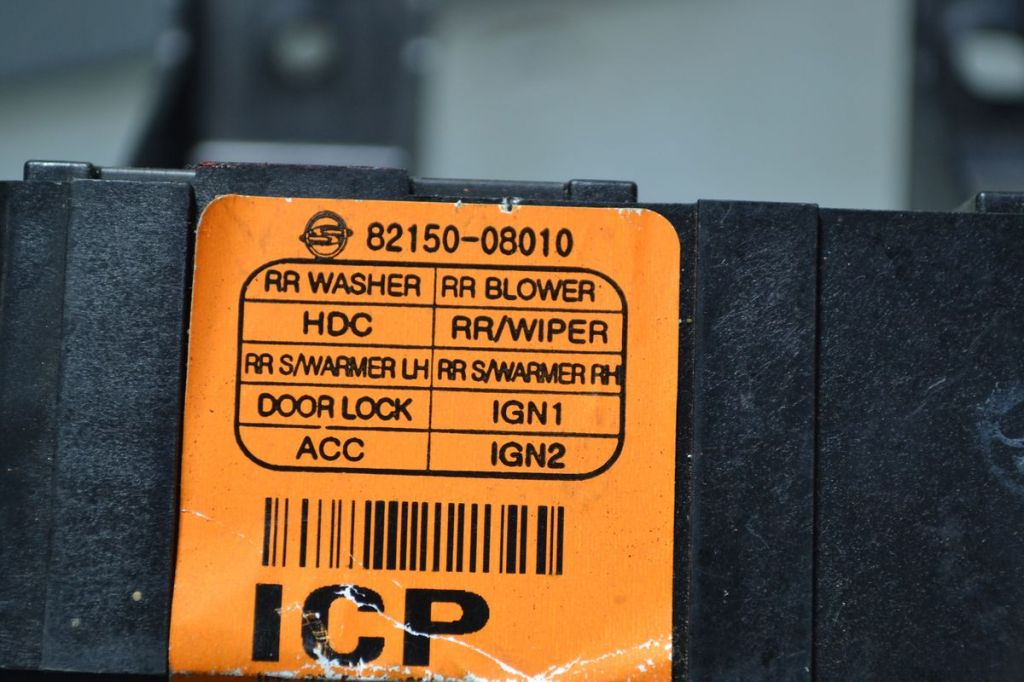 82150-08010
RR WASHER RR BLOWER
HDC RR/WIPER
RR S/WARMER LH RR S/WARMER RH
DOOR LOCK IGN1
ACC IGN2
ICP